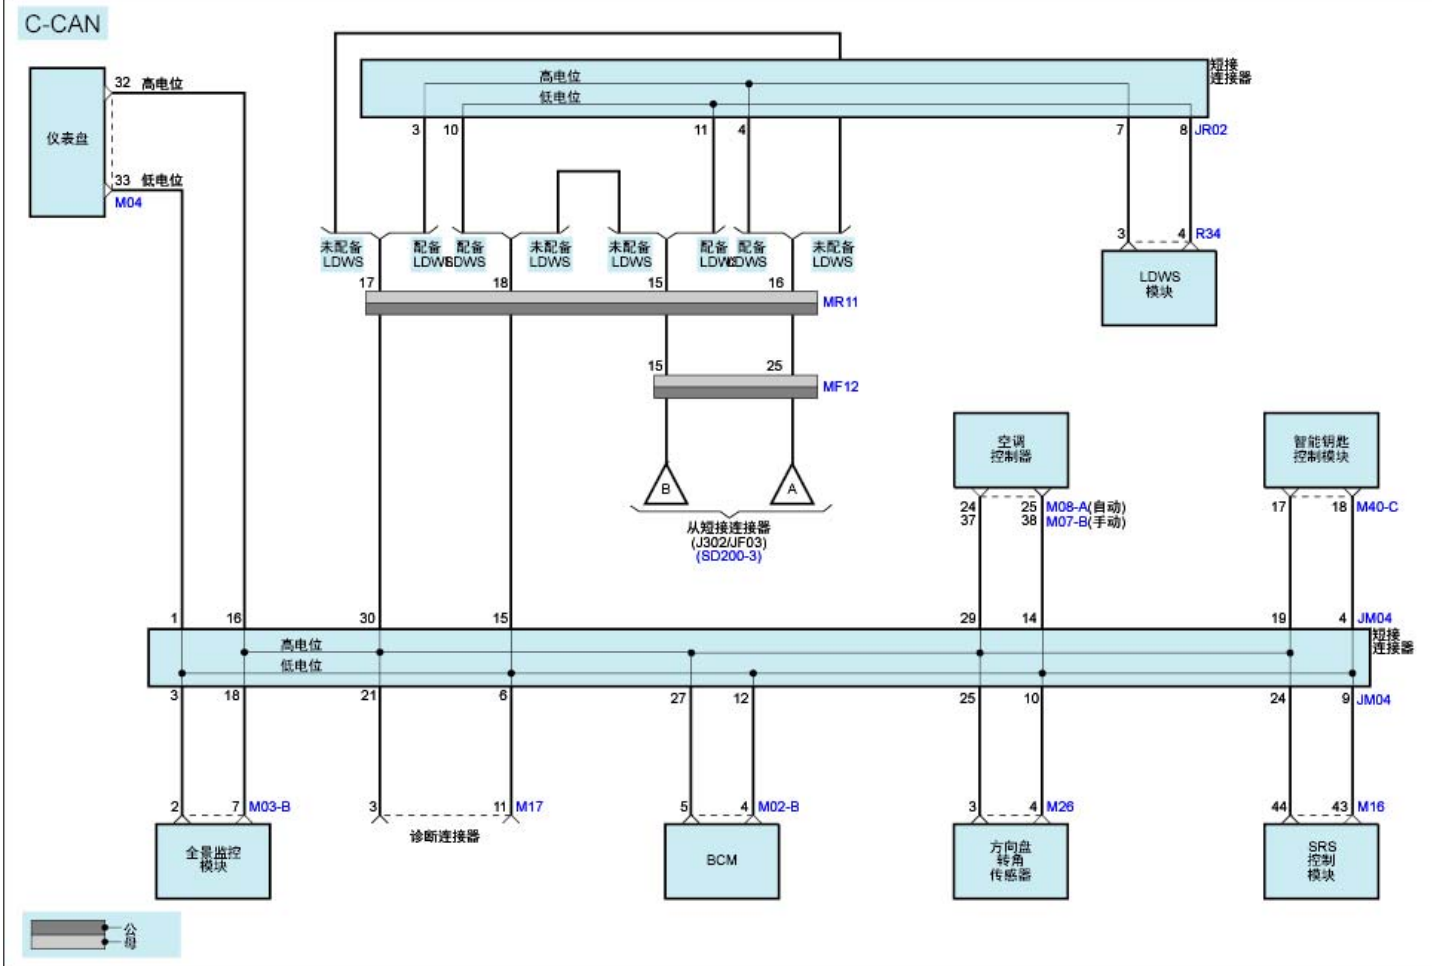 C-CAN
短接
连接器
高电位
低电位
32 高电位
仪表盘
33 低电位
M04
3 10 11 4 7 8 JR02
未配备 配备 配备 未配备 未配备 配备 配备 未配备
LDWS LDWS LDWS LDWS LDWS LDWS LDWS LDWS
3 4 R34
LDWS
模块
17 18 15 16
MR11
15 25
MF12
B A
从短接连接器
(J302/JF03)
(SD200-3)
空调
控制器
智能钥匙
控制模块
24 25 M08-A(自动)
37 38 M07-B(手动)
17 18 M40-C
1 16 30 15 29 14 19 4 JM04
短接
连接器
高电位
低电位
3 18 21 6 27 12 25 10 24 9 JM04
2 7 M03-B 3 11 M17 5 4 M02-B 3 4 M26 44 43 M16
诊断连接器
全景监控
模块
BCM
方向盘
转角
传感器
SRS
控制
模块
公
母